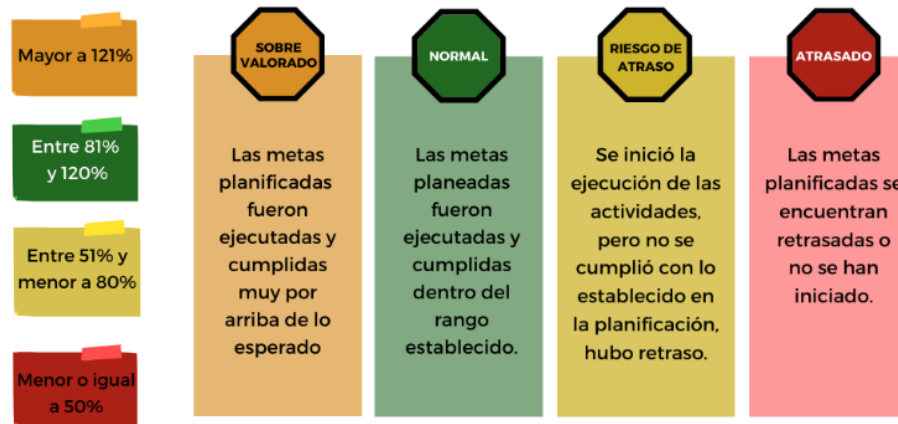 Mayor a 121%
Entre 81%
y 120%
Entre 51% y
menor a 80%
Menor o igual
a 50%
SOBRE
VALORADO
Las metas
planificadas
fueron
ejecutadas y
cumplidas
muy por
arriba de lo
esperado
NORMAL
Las metas
planeadas
fueron
ejecutadas y
cumplidas
dentro del
rango
establecido.
RIESGO DE
ATRASO
Se inició la
ejecución de las
actividades,
pero no se
cumplió con lo
establecido en
la planificación,
hubo retraso.
ATRASADO
Las metas
planificadas se
encuentran
retrasadas o
no se han
iniciado.